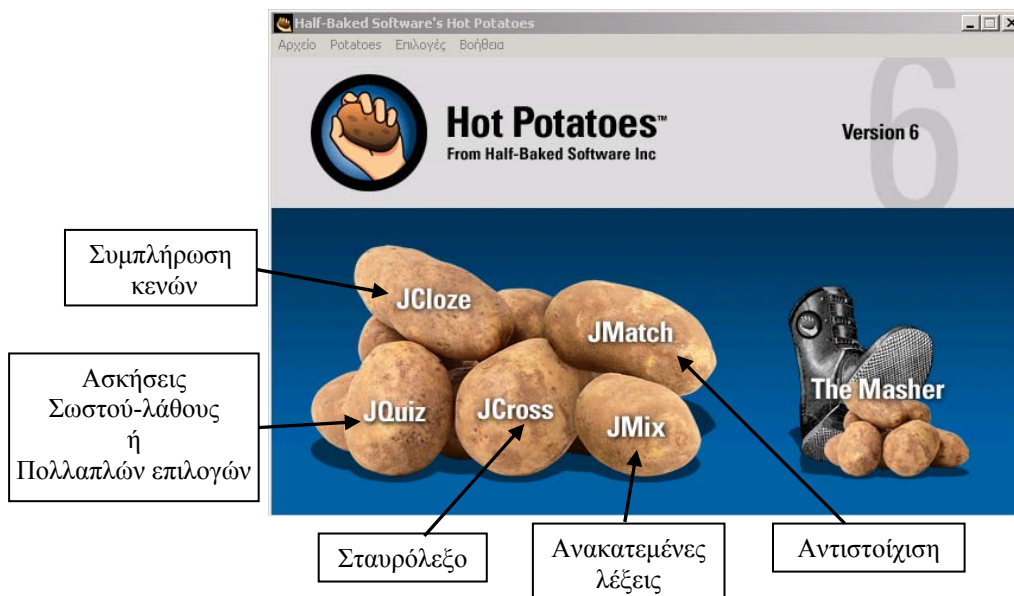 Half-Baked Software's Hot Potatoes
Αρχείο Potatoes Επιλογές Βοήθεια
6
Hot Potatoes™
From Half-Baked Software Inc
Version 6
Συμπλήρωση
κενών
JCloze
JMatch
Ασκήσεις
Σωστού-λάθους
ή
Πολλαπλών επιλογών
JQuiz
JCross
JMix
The Masher
Σταυρόλεξο
Ανακατεμένες
λέξεις
Αντιστοίχιση